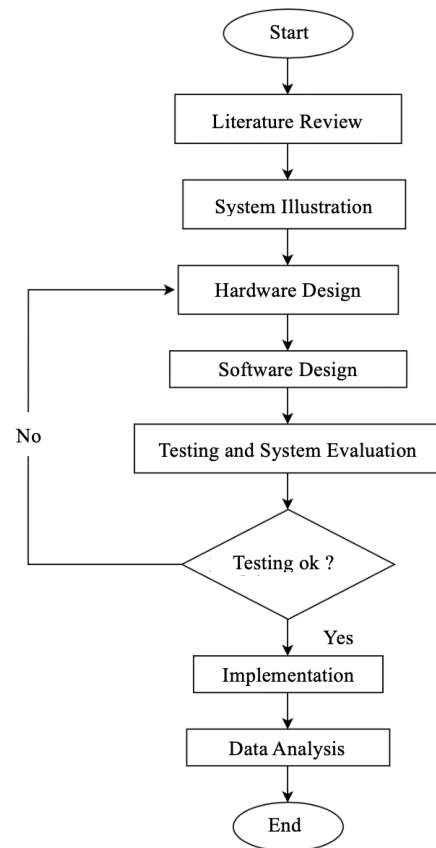 Start
Literature Review
System Illustration
Hardware Design
Software Design
No
Testing and System Evaluation
Testing ok ?
Yes
Implementation
Data Analysis
End